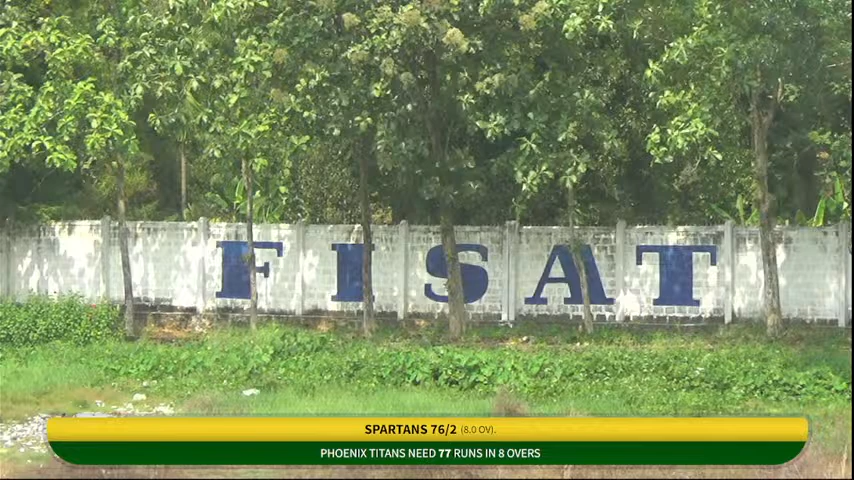 FISAT
SPARTANS 76/2 (8.0 OV).
PHOENIX TITANS NEED 77 RUNS IN 8 OVERS